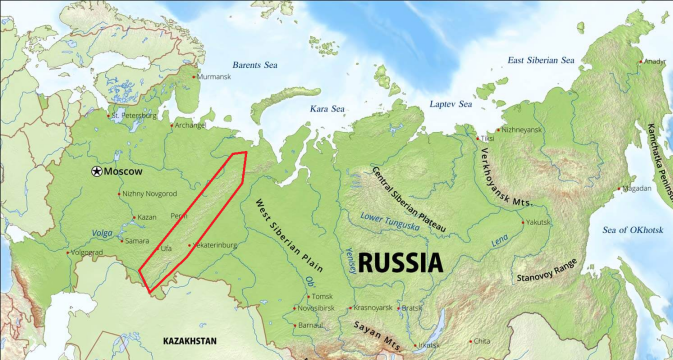 Barents Sea
East Siberian Sea
Anadyr
Murmansk
Kara Sea
Laptev Sea
St. Petersburg
Archangel
Tiksi
Nizhneyansk
Verkhoyansk Mts.
Kamchatka Peninsu
Moscow
Central Siberian Plateau
Magadan
Nizhny Novgorod
West Siberian Plain
Kazan
Perm
Lower Tunguska
Yakutsk
Volga
Samara
Ufa
Yekaterinburg
Lena
Sea of OKhotsk
Volgograd
Yenisey
RUSSIA
Ob
Stanovoy Range
Tomsk
Novosibirsk
Krasnoyarsk
Bratsk
Barnaul
Sayan Mts.
KAZAKHSTAN
Irkutsk
Chita